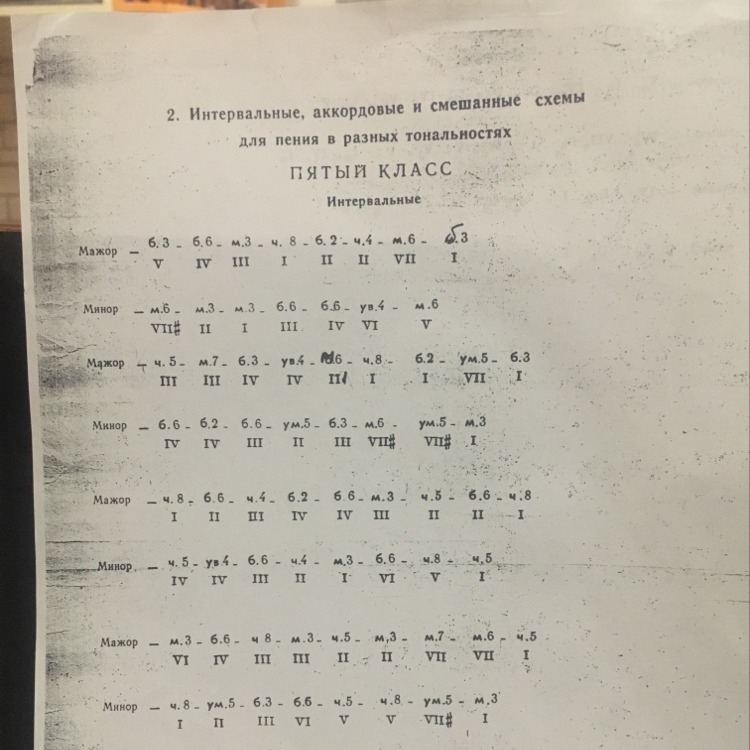 2. Интервальные, аккордовые и смешанные схемы
для пения в разных тональностях
ПЯТЫЙ КЛАСС
Интервальные
Мажор – б.3 - б.6 - м.3 - ч. 8 - б.2 - ч.4 - м.6 - б.3
V IV III I II II VII I
Минор – м.6 - м.3 - м.3 - б.6 - б.6 - ув.4 - м.6
VII# II I III IV VI V
Мажор – ч.5 - м.7 - б.3 - ув.4 - м.6 - ч.8 - б.2 - ум.5 - б.3
III III IV IV III I I VII I
Минор – б.6 - б.2 - б.6 - ум.5 - б.3 - м.6 - ум.5 - м.3
IV IV III II III VII# VII# I
Мажор – ч.8 - б.6 - ч.4 - б.2 - б.6 - м.3 - ч.5 - б.6 - ч.8
I II III IV IV III II II I
Минор – ч.5 - ув.4 - б.6 - ч.4 - м.3 - б.6 - ч.8 - ч.5
IV IV III II I VI V I
Мажор – м.3 - б.6 - ч 8 - м.3 - ч.5 - м.3 - м.7 - м.6 - ч.5
VI IV III III II II VII VII I
Минор – ч.8 - ум.5 - б.3 - б.6 - ч.5 - ч.8 - ум.5 - м.3
I II III VI V V VII# I